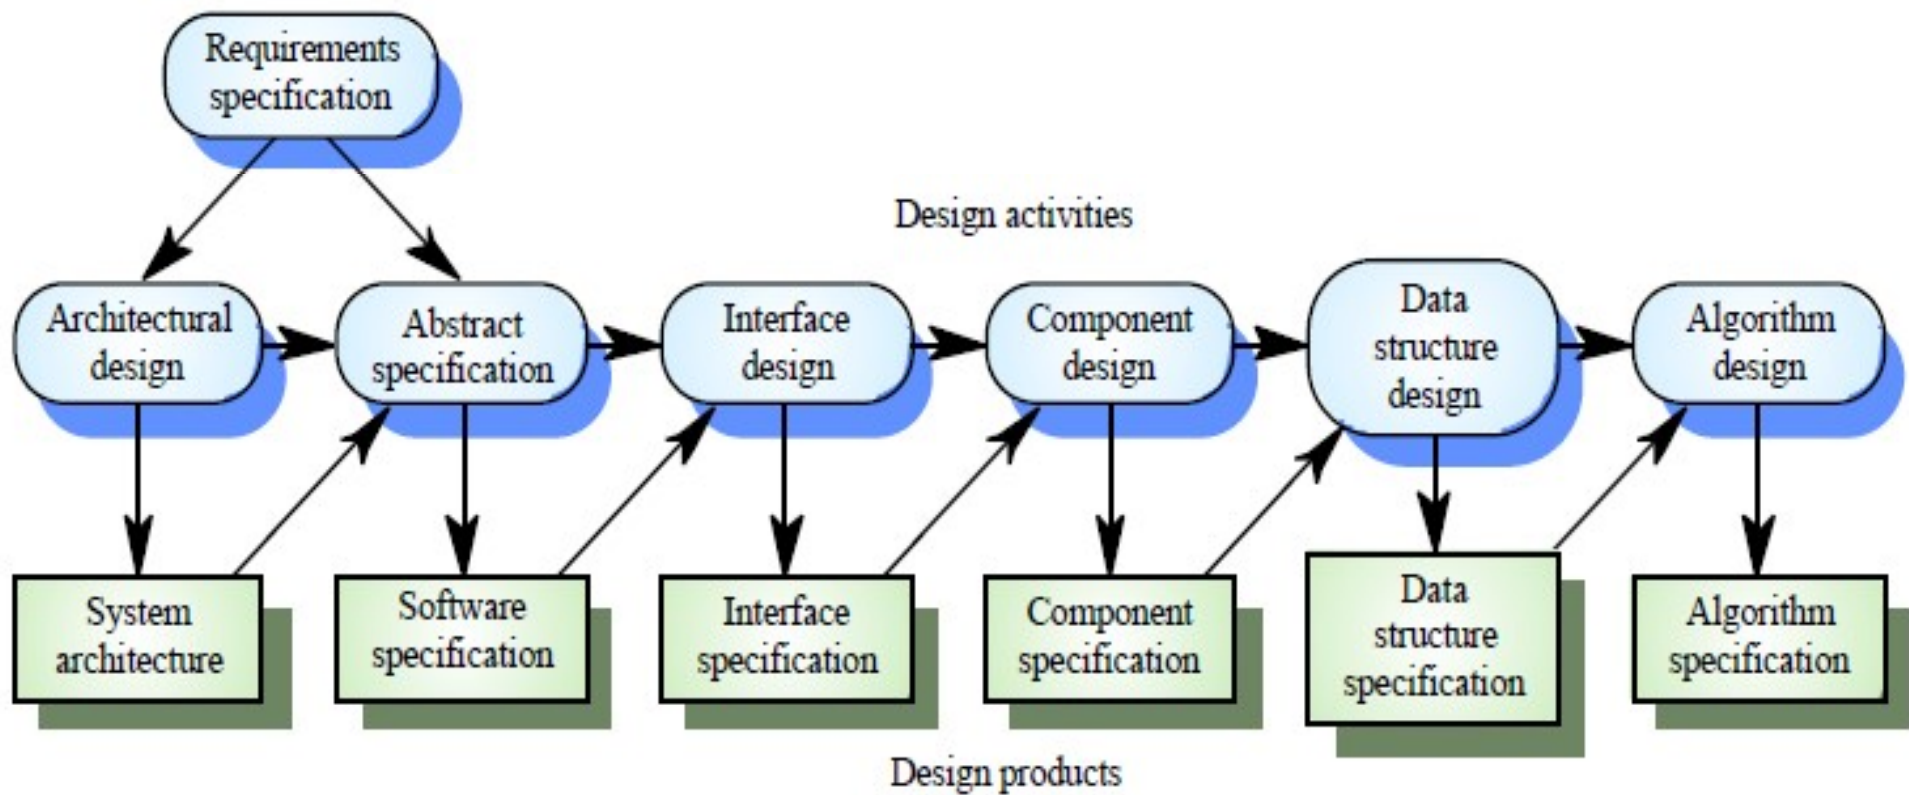 Requirements
specification
Design activities
Architectural
design
Abstract
specification
Interface
design
Component
design
Data
structure
design
Algorithm
design
System
architecture
Software
specification
Interface
specification
Component
specification
Data
structure
specification
Algorithm
specification
Design products